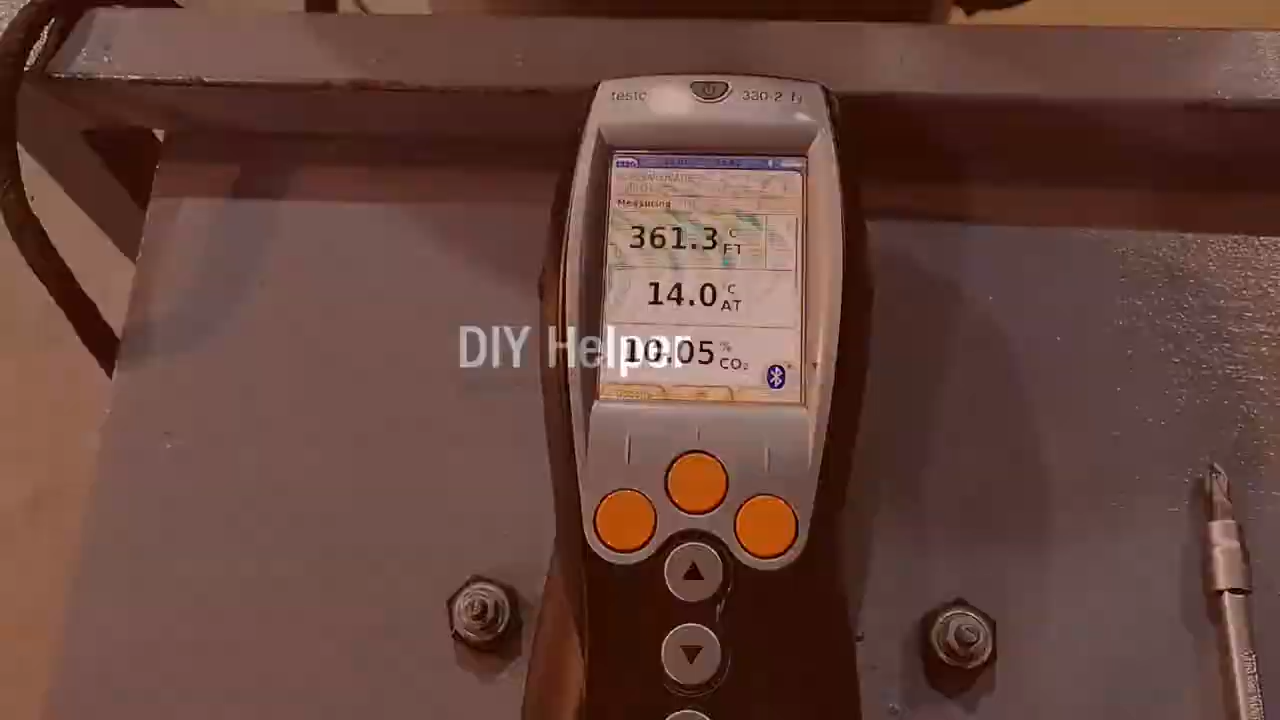 testo 330-2
Measuring
361.3 °C FT
14.0 °C AT
DIY Helper
10.05 % CO₂